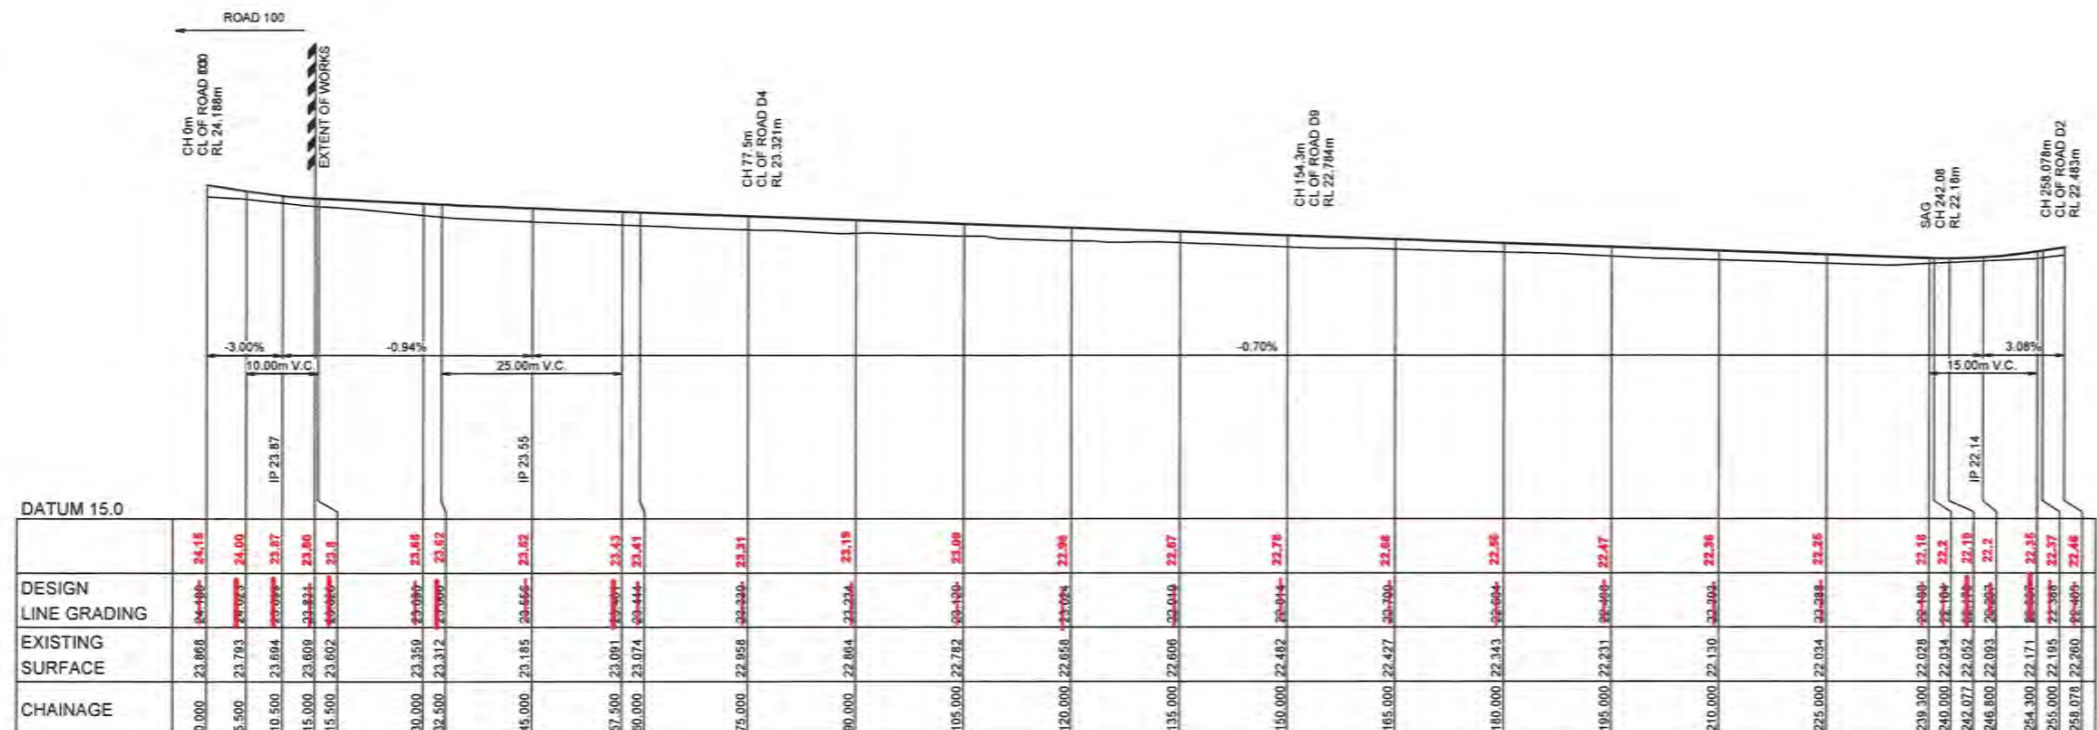 ROAD 100
EXTENT OF WORKS
CH 0m
CL OF ROAD
RL 24.188m
CH 77.5m
CL OF ROAD D4
RL 23.321m
CH 154.3m
CL OF ROAD D9
RL 22.784m
SAG
CH 242.08
RL 22.18m
CH 258.078m
CL OF ROAD D2
RL 22.483m
-3.00% -0.94% -0.70% 3.08%
10.00m V.C. 25.00m V.C. 15.00m V.C.
IP 23.87 IP 23.55 IP 22.14
DATUM 15.0
24,15 24,00 23,87 23,80 23,8 23,65 23,62 23,52 23,43 23,41 23,31 23,19 23,09 22,96 22,87 22,78 22,66 22,56 22,47 22,36 22,25 22,18 22,2 22,19 22,2 22,35 22,37 22,46
DESIGN
LINE GRADING
EXISTING
SURFACE
23.868 23.793 23.694 23.609 23.602 23.359 23.312 23.185 23.091 23.074 22.958 22.864 22.782 22.658 22.606 22.482 22.427 22.343 22.231 22.130 22.034 22.028 22.034 22.052 22.093 22.171 22.195 22.260
CHAINAGE
0.000 5.500 10.500 15.000 15.500 30.000 32.500 45.000 57.500 60.000 75.000 90.000 105.000 120.000 135.000 150.000 165.000 180.000 195.000 210.000 225.000 239.300 240.000 242.077 246.800 254.300 255.000 258.078